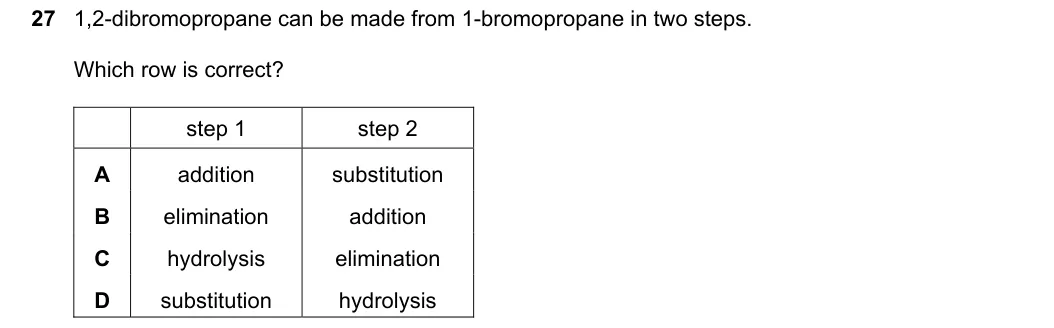 27 1,2-dibromopropane can be made from 1-bromopropane in two steps.
Which row is correct?
step 1 step 2
A addition substitution
B elimination addition
C hydrolysis elimination
D substitution hydrolysis